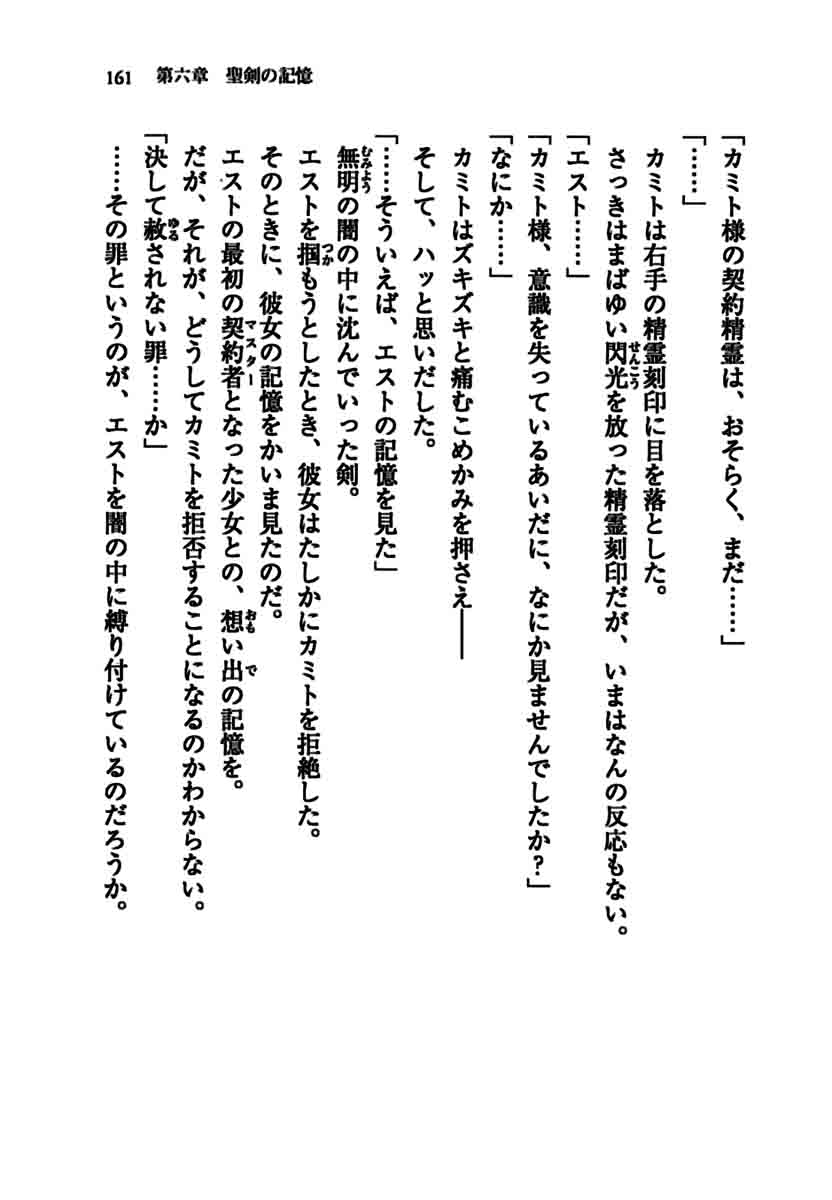 161　第六章　聖剣の記憶
「カミト様の契約精霊は、おそらく、まだ……」
「……」
カミトは右手の精霊刻印に目を落とした。
さっきはまばゆい閃光を放った精霊刻印だが、いまはなんの反応もない。
「エスト……」
「カミト様、意識を失っているあいだに、なにか見ませんでしたか？」
「なにか……」
カミトはズキズキと痛むこめかみを押さえ――
そして、ハッと思いだした。
「……そういえば、エストの記憶を見た」
無明の闇の中に沈んでいった剣。
エストを掴もうとしたとき、彼女はたしかにカミトを拒絶した。
そのときに、彼女の記憶をかいま見たのだ。
エストの最初の契約者となった少女との、想い出の記憶を。
だが、それが、どうしてカミトを拒否することになるのかわからない。
「決して赦されない罪……か」
……その罪というのが、エストを闇の中に縛り付けているのだろうか。